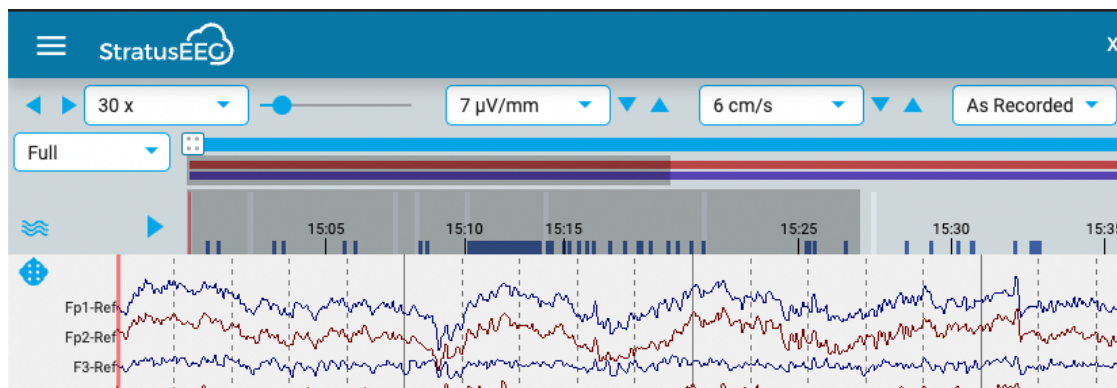 StratusEEG
X
30 x
7 µV/mm
6 cm/s
As Recorded
Full
15:05
15:10
15:15
15:25
15:30
15:35
Fp1-Ref
Fp2-Ref
F3-Ref